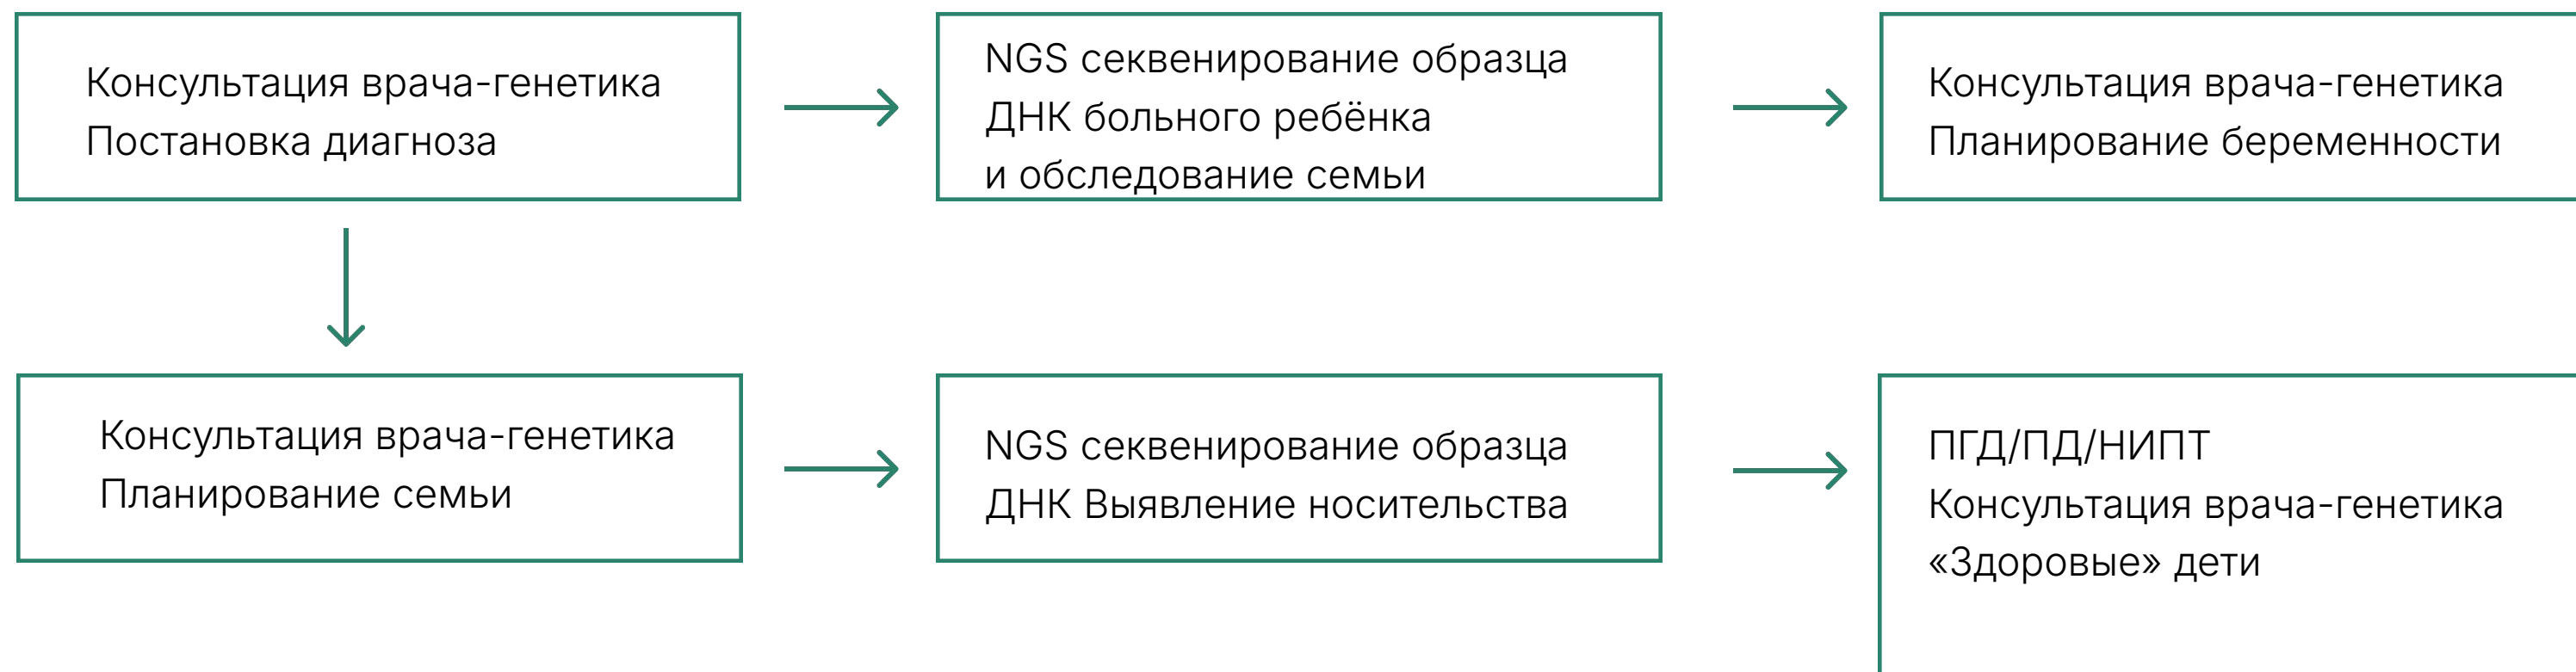 Консультация врача-генетика
Постановка диагноза
NGS секвенирование образца
ДНК больного ребёнка
и обследование семьи
Консультация врача-генетика
Планирование беременности
Консультация врача-генетика
Планирование семьи
NGS секвенирование образца
ДНК Выявление носительства
ПГД/ПД/НИПТ
Консультация врача-генетика
«Здоровые» дети